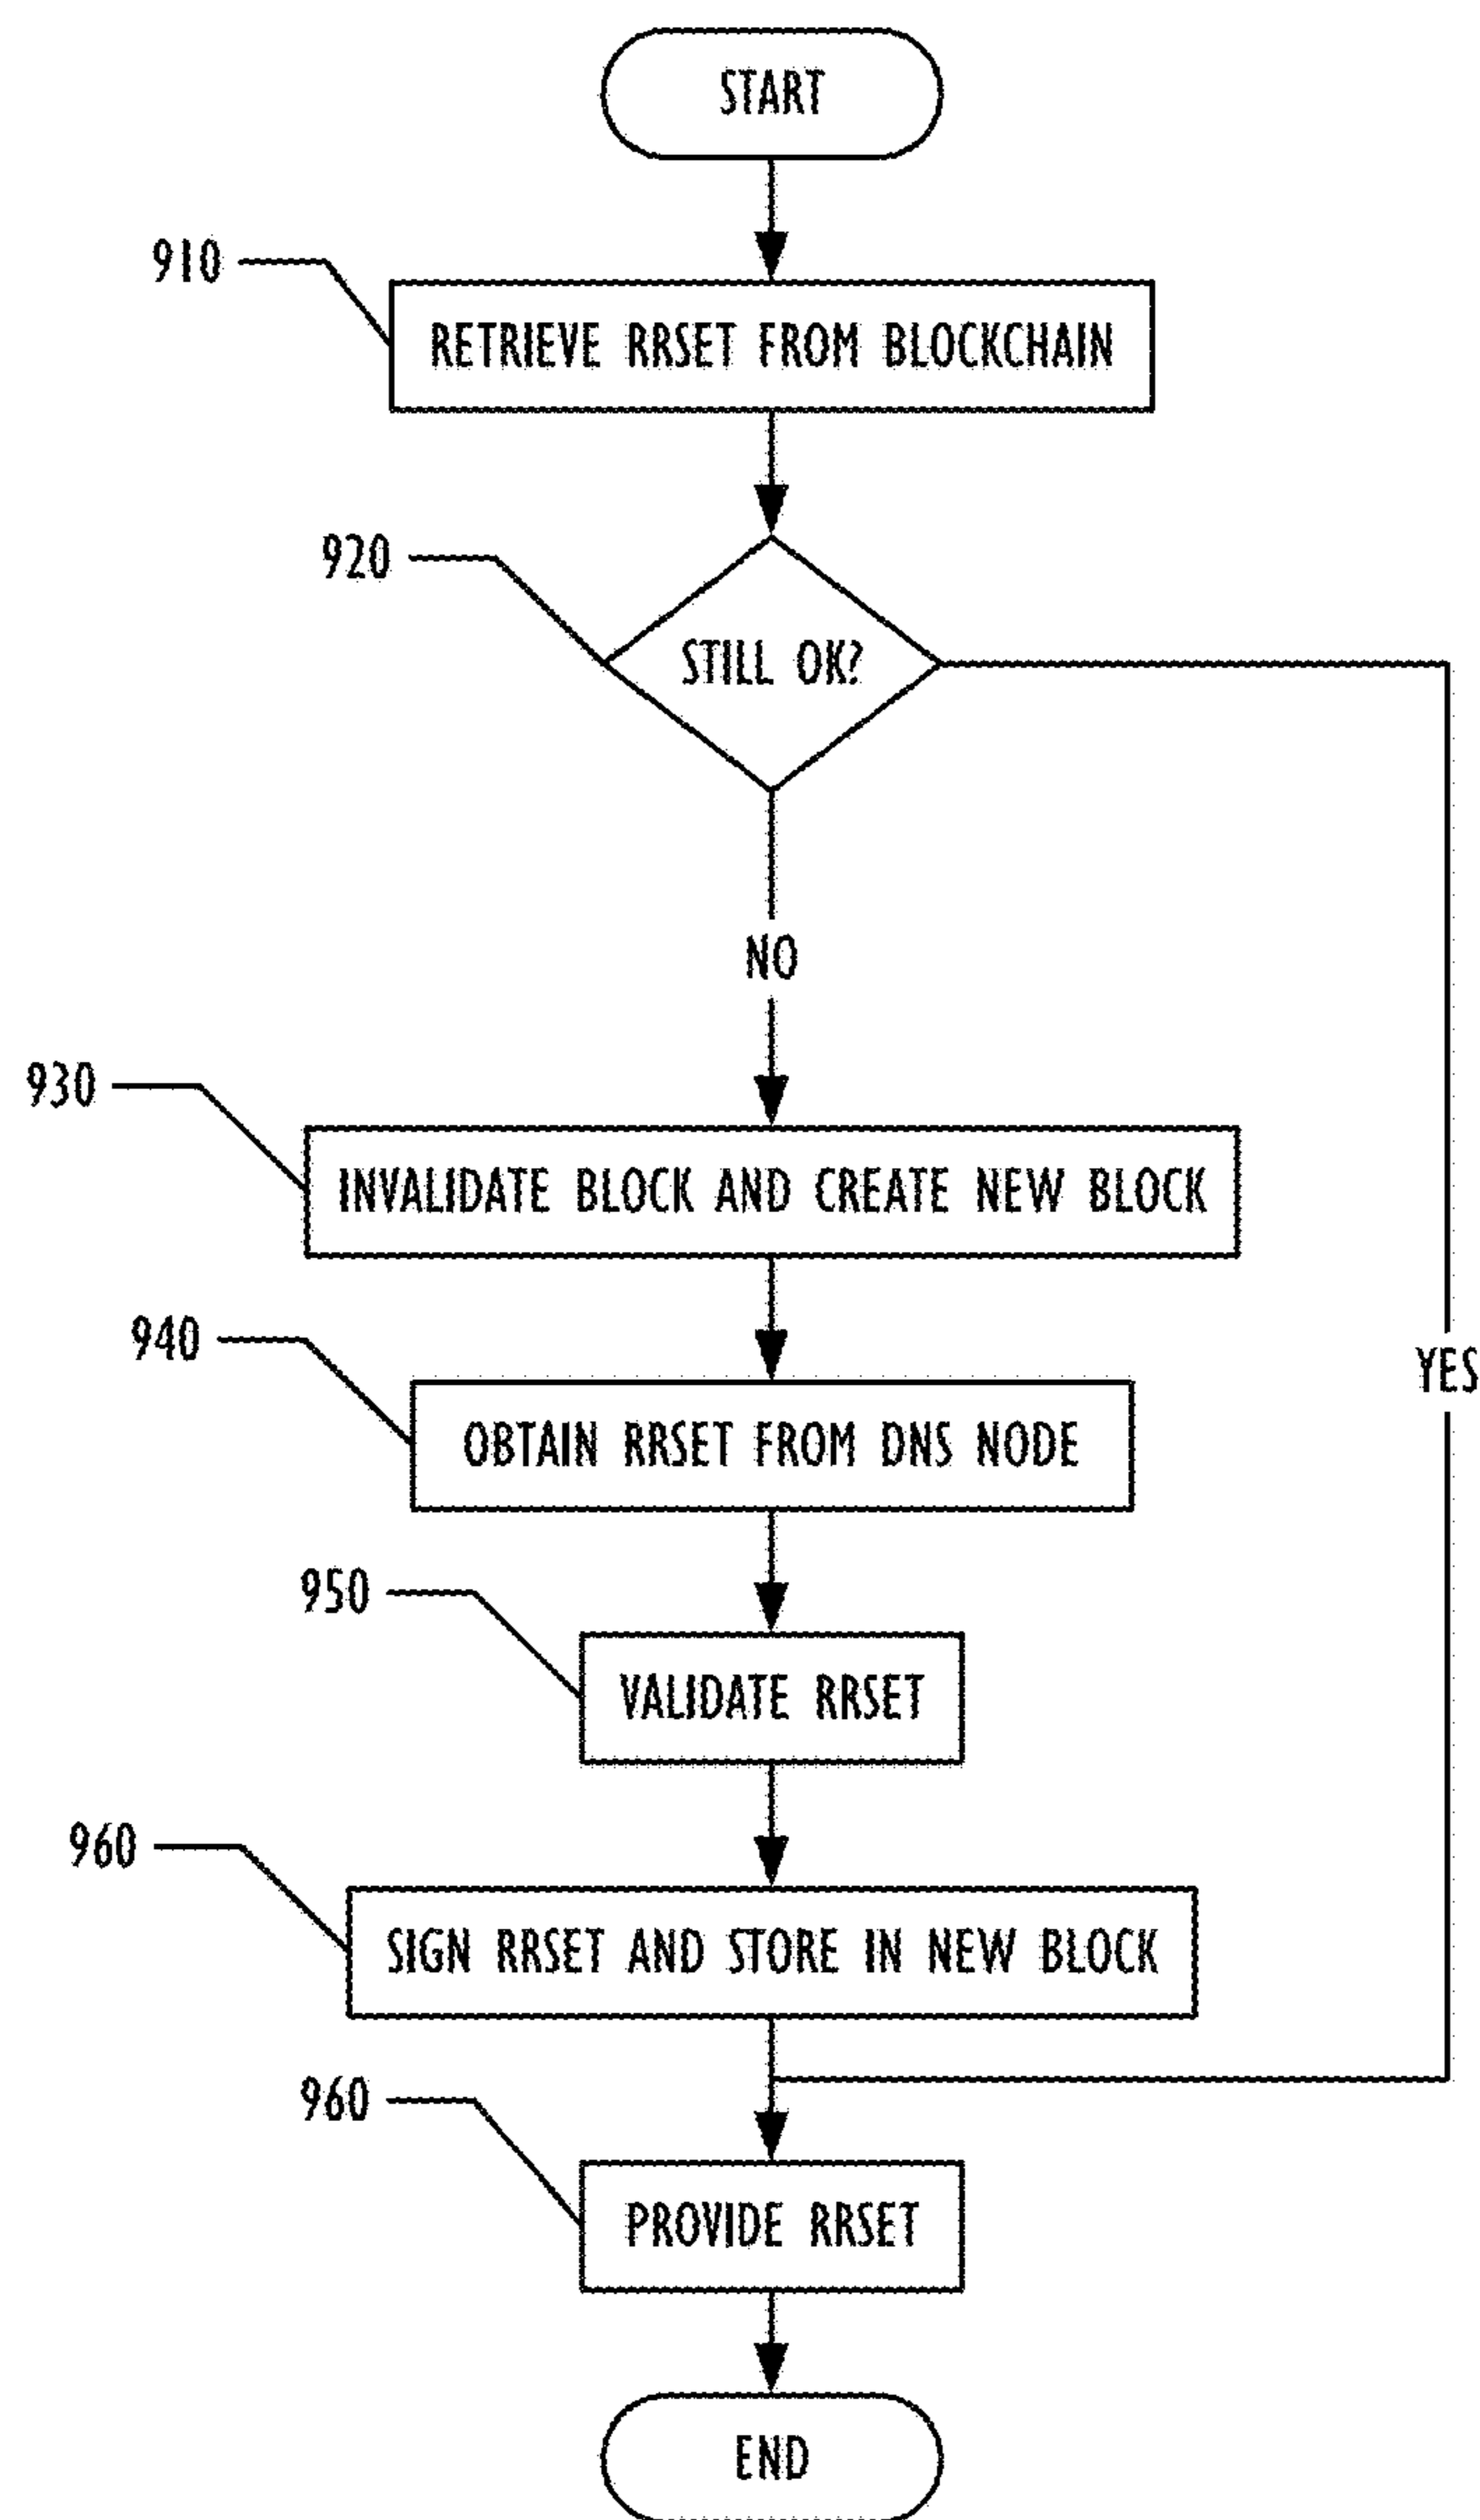 START
910
RETRIEVE RRSET FROM BLOCKCHAIN
920
STILL OK?
NO
930
INVALIDATE BLOCK AND CREATE NEW BLOCK
940
YES
OBTAIN RRSET FROM DNS NODE
950
VALIDATE RRSET
960
SIGN RRSET AND STORE IN NEW BLOCK
960
PROVIDE RRSET
END